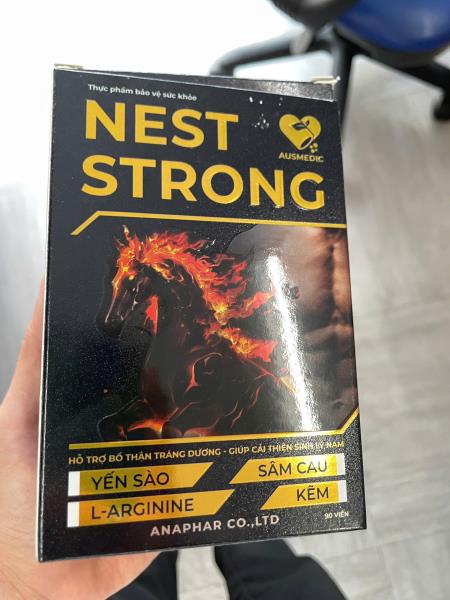 Thực phẩm bảo vệ sức khỏe
NEST
STRONG
AUSMEDIC
HỖ TRỢ BỔ THẬN TRÁNG DƯƠNG - GIÚP CẢI THIỆN SINH LÝ NAM
YẾN SÀO
SÂM CAU
L-ARGININE
KẼM
ANAPHAR CO.,LTD
90 VIÊN